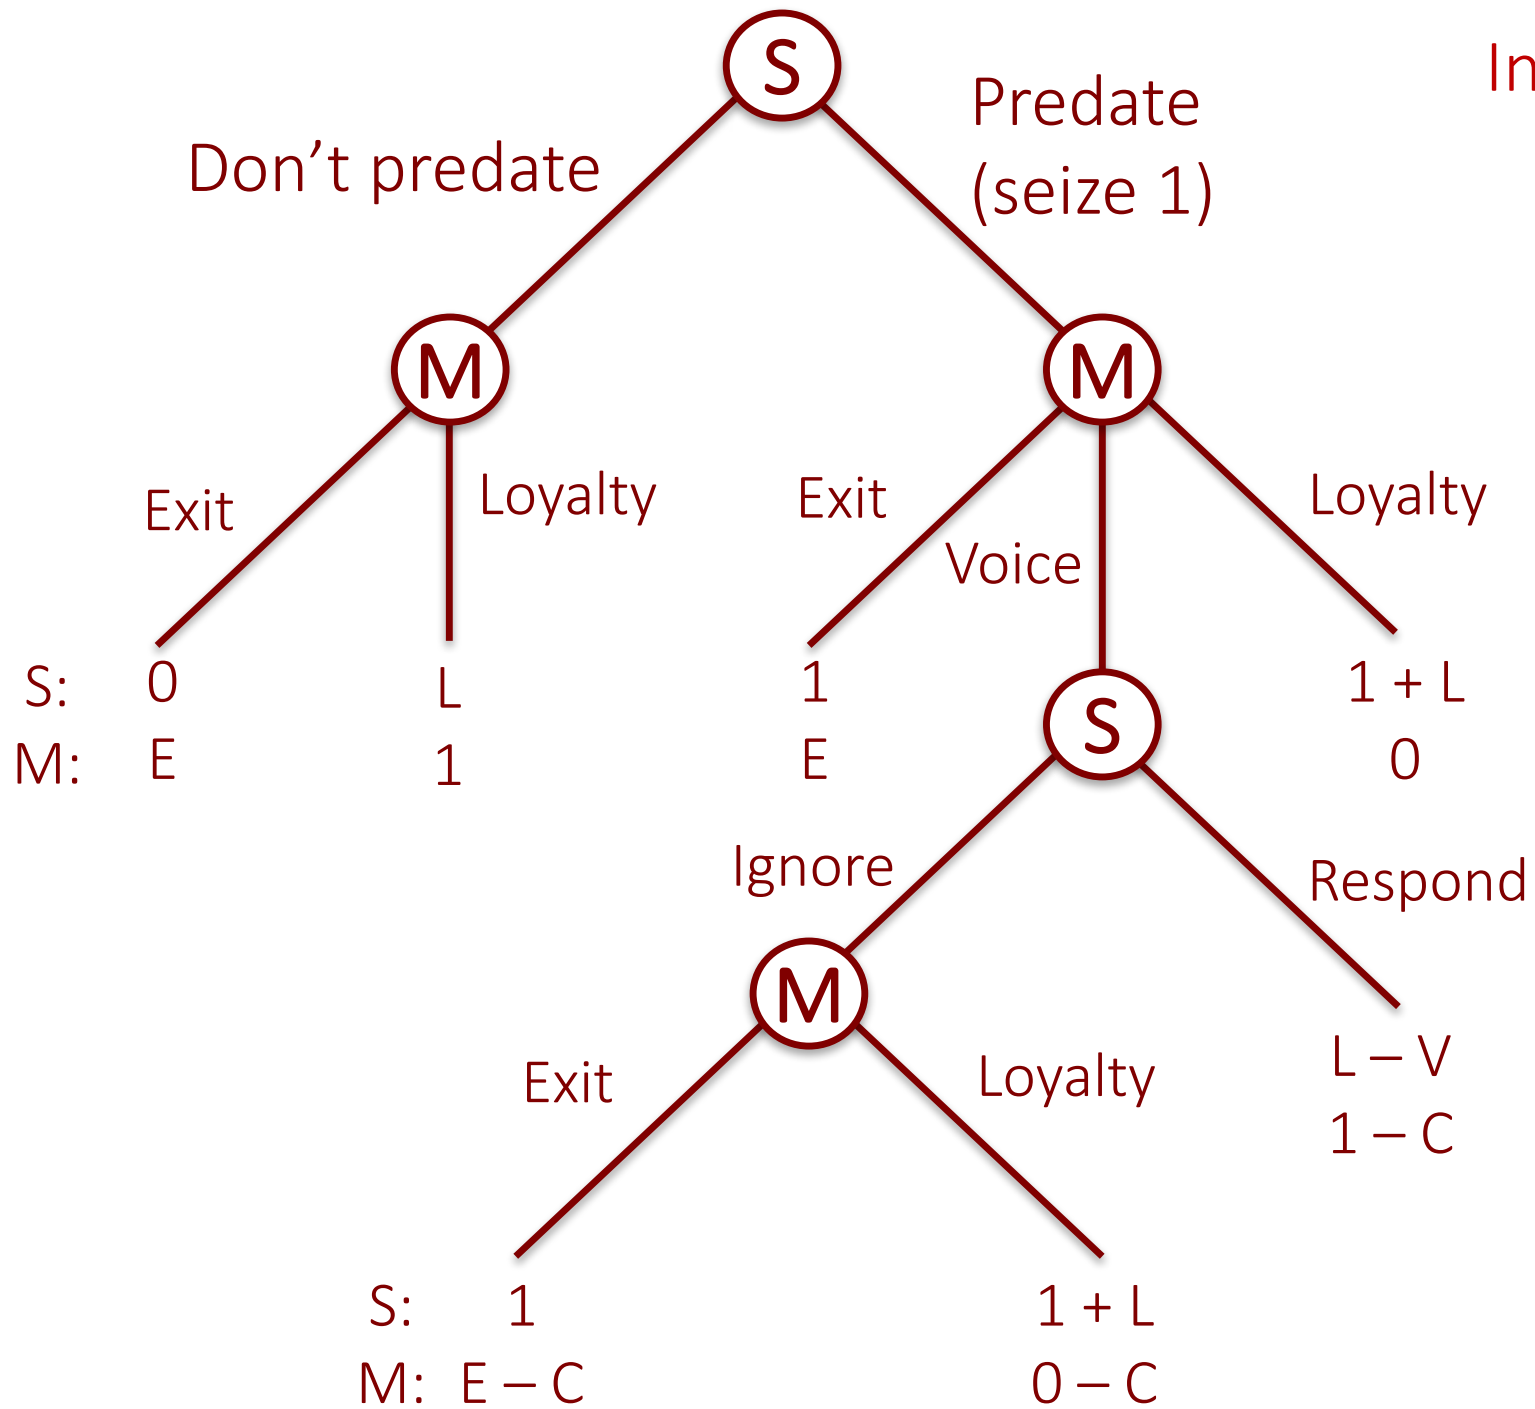 S
In
Predate
(seize 1)
Don’t predate
M
M
Exit
Loyalty
Exit
Voice
Loyalty
S: 0 L 1 1 + L
M: E 1 E 0
S
Ignore
Respond
M
L – V
1 – C
Exit
Loyalty
S: 1 1 + L
M: E – C 0 – C